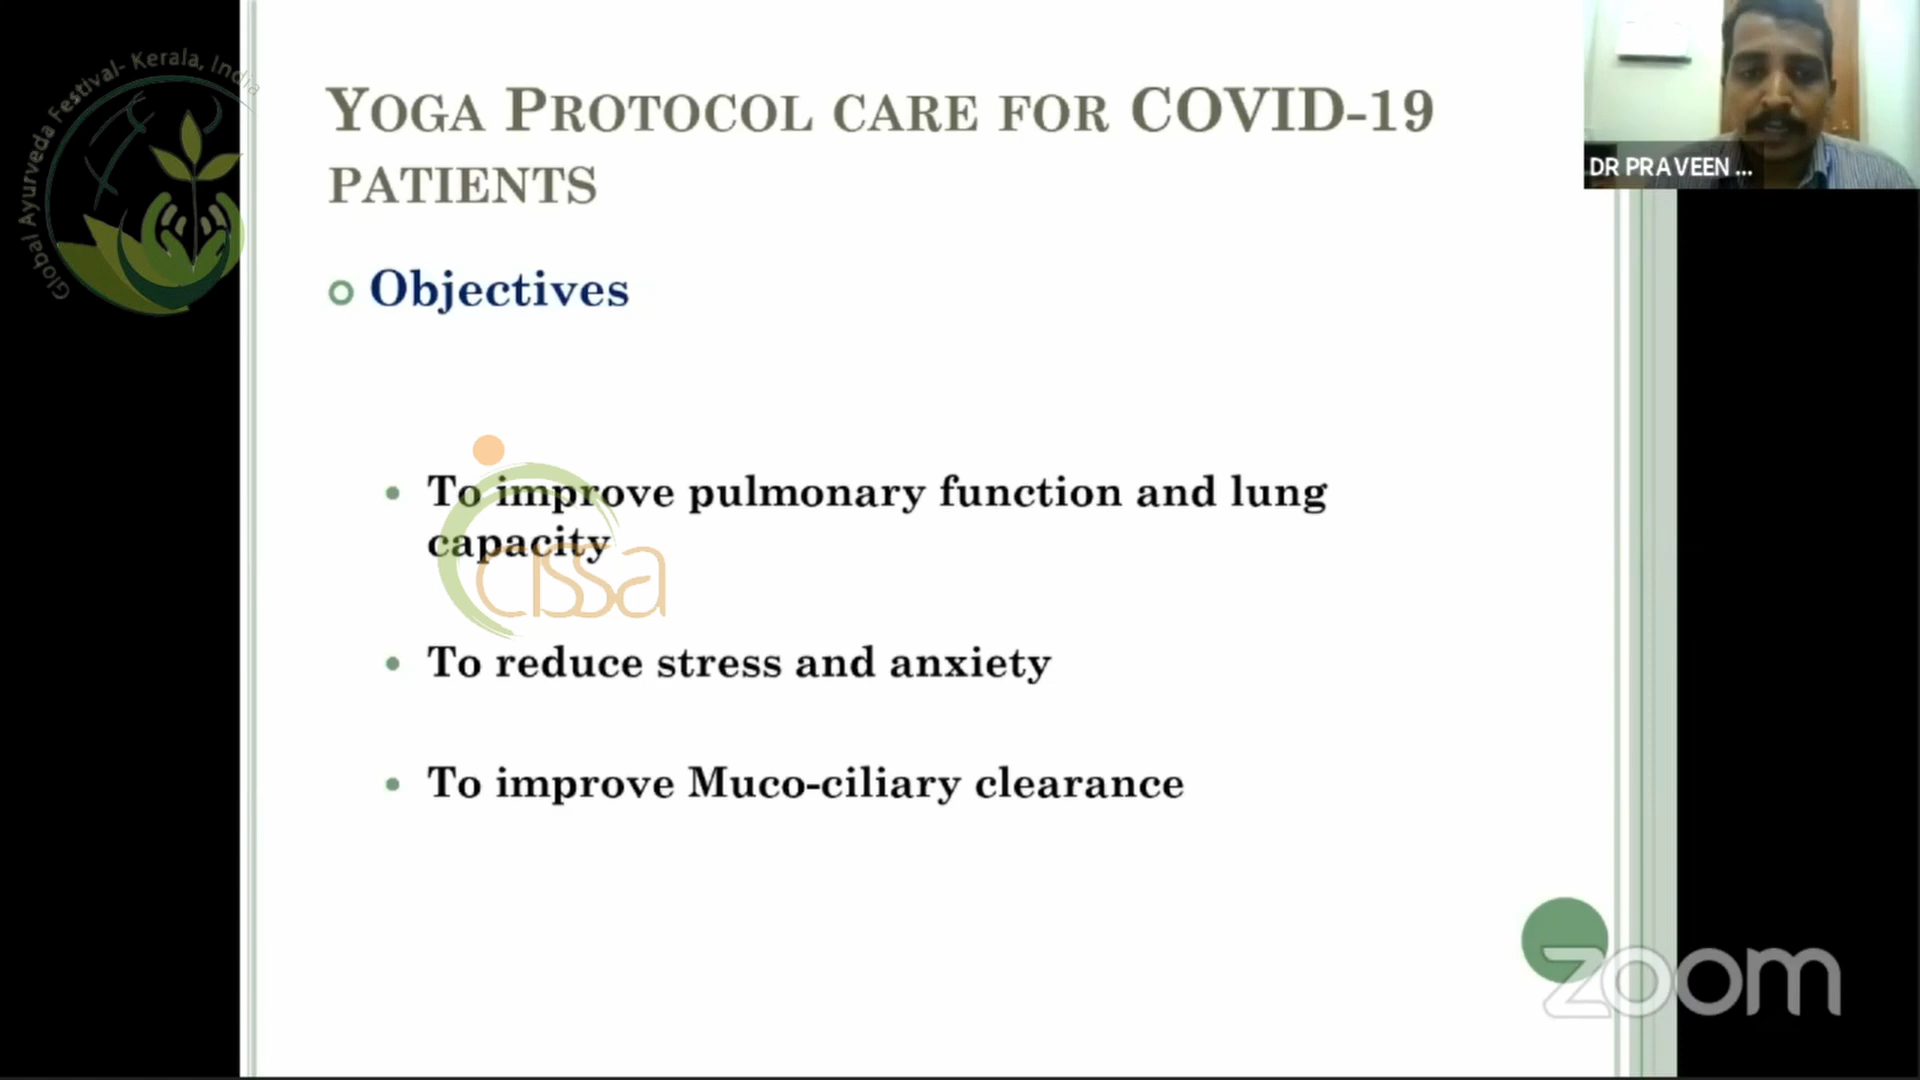 Global Ayurveda Festival- Kerala, India
YOGA PROTOCOL CARE FOR COVID-19
PATIENTS
DR PRAVEEN ...
Objectives
To improve pulmonary function and lung
capacity
cissa
To reduce stress and anxiety
To improve Muco-ciliary clearance
zoom